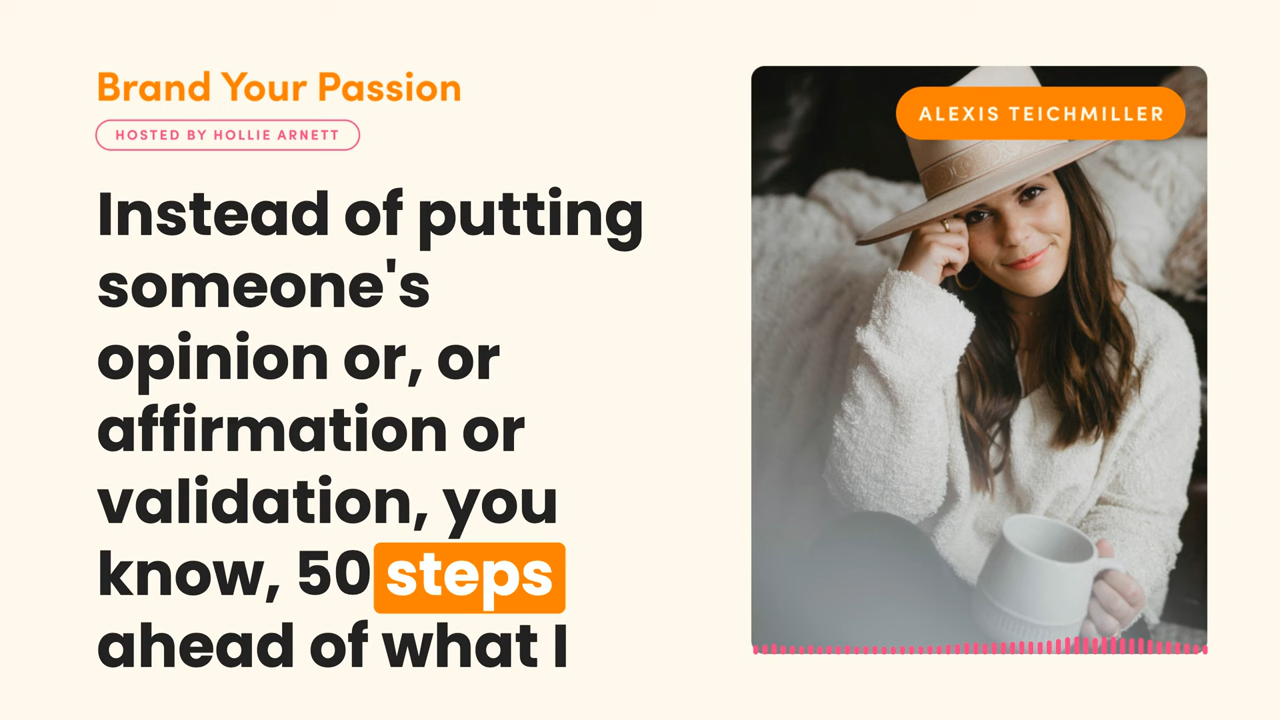 Brand Your Passion
HOSTED BY HOLLIE ARNETT
Instead of putting
someone's
opinion or, or
affirmation or
validation, you
know, 50 steps
ahead of what I
ALEXIS TEICHMILLER